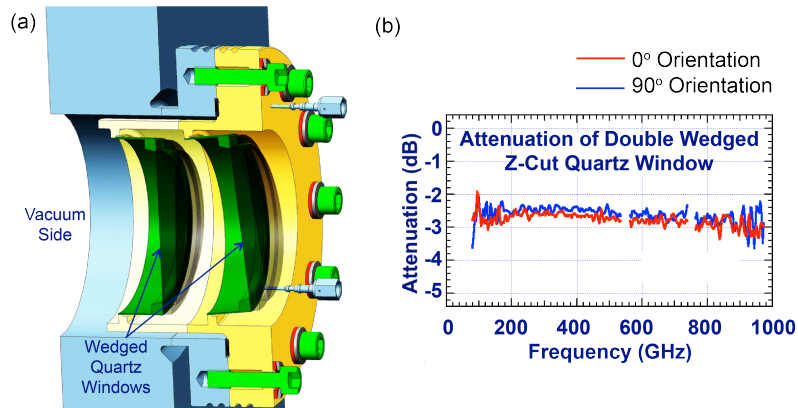 (a)
Vacuum
Side
Wedged
Quartz
Windows
(b)
0° Orientation
90° Orientation
Attenuation of Double Wedged
Z-Cut Quartz Window
Attenuation (dB)
0
-1
-2
-3
-4
-5
0 200 400 600 800 1000
Frequency (GHz)